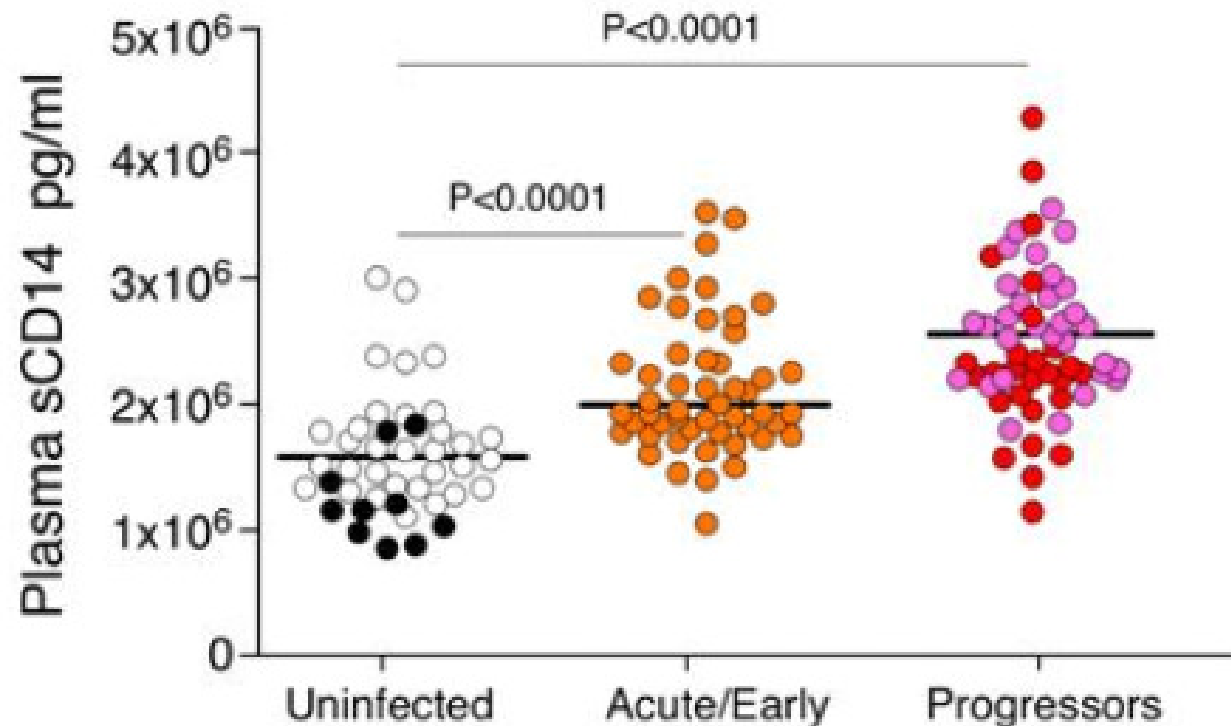 Plasma sCD14 pg/ml
5x10⁶
4x10⁶
3x10⁶
2x10⁶
1x10⁶
0
P<0.0001
P<0.0001
Uninfected
Acute/Early
Progressors